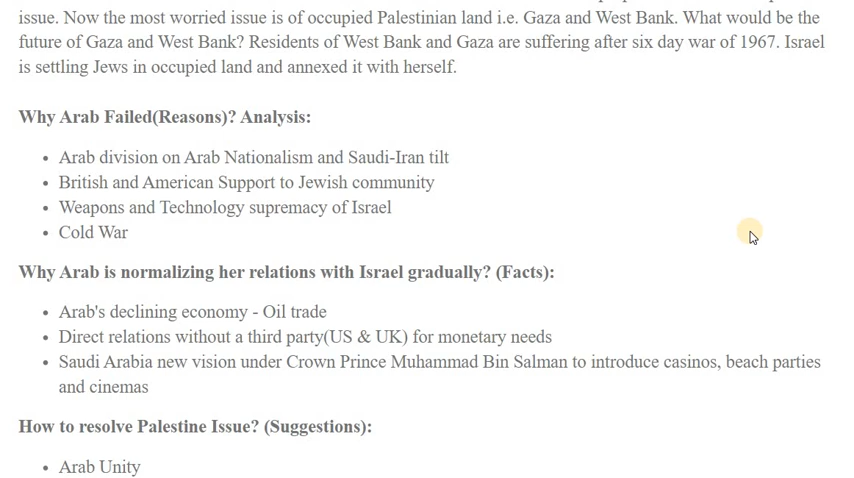 issue. Now the most worried issue is of occupied Palestinian land i.e. Gaza and West Bank. What would be the
future of Gaza and West Bank? Residents of West Bank and Gaza are suffering after six day war of 1967. Israel
is settling Jews in occupied land and annexed it with herself.
Why Arab Failed(Reasons)? Analysis:
• Arab division on Arab Nationalism and Saudi-Iran tilt
• British and American Support to Jewish community
• Weapons and Technology supremacy of Israel
• Cold War
Why Arab is normalizing her relations with Israel gradually? (Facts):
• Arab's declining economy - Oil trade
• Direct relations without a third party(US & UK) for monetary needs
• Saudi Arabia new vision under Crown Prince Muhammad Bin Salman to introduce casinos, beach parties
and cinemas
How to resolve Palestine Issue? (Suggestions):
• Arab Unity